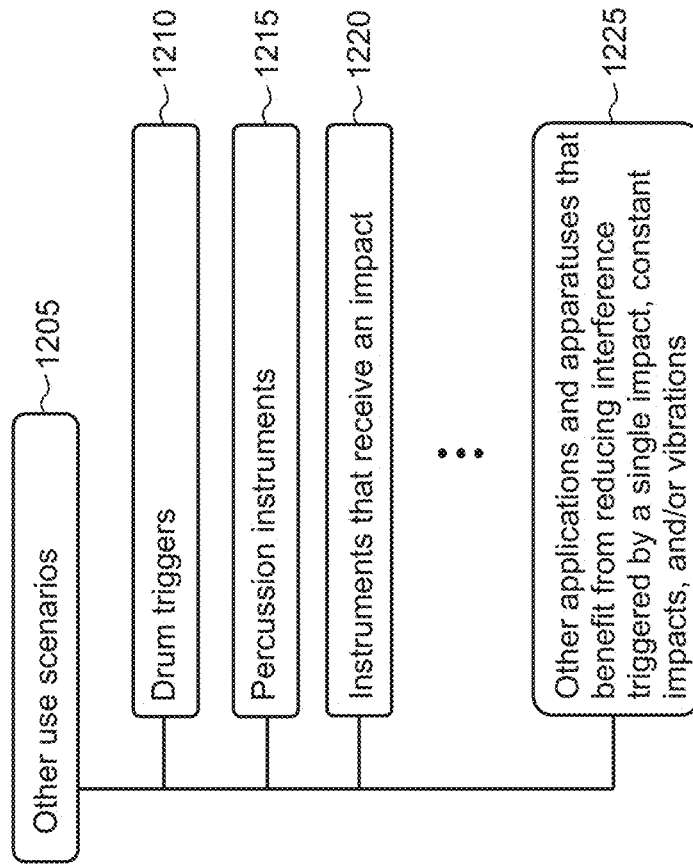 Other use scenarios
1205
Drum triggers
1210
Percussion instruments
1215
Instruments that receive an impact
1220
Other applications and apparatuses that
benefit from reducing interference
triggered by a single impact, constant
impacts, and/or vibrations
1225